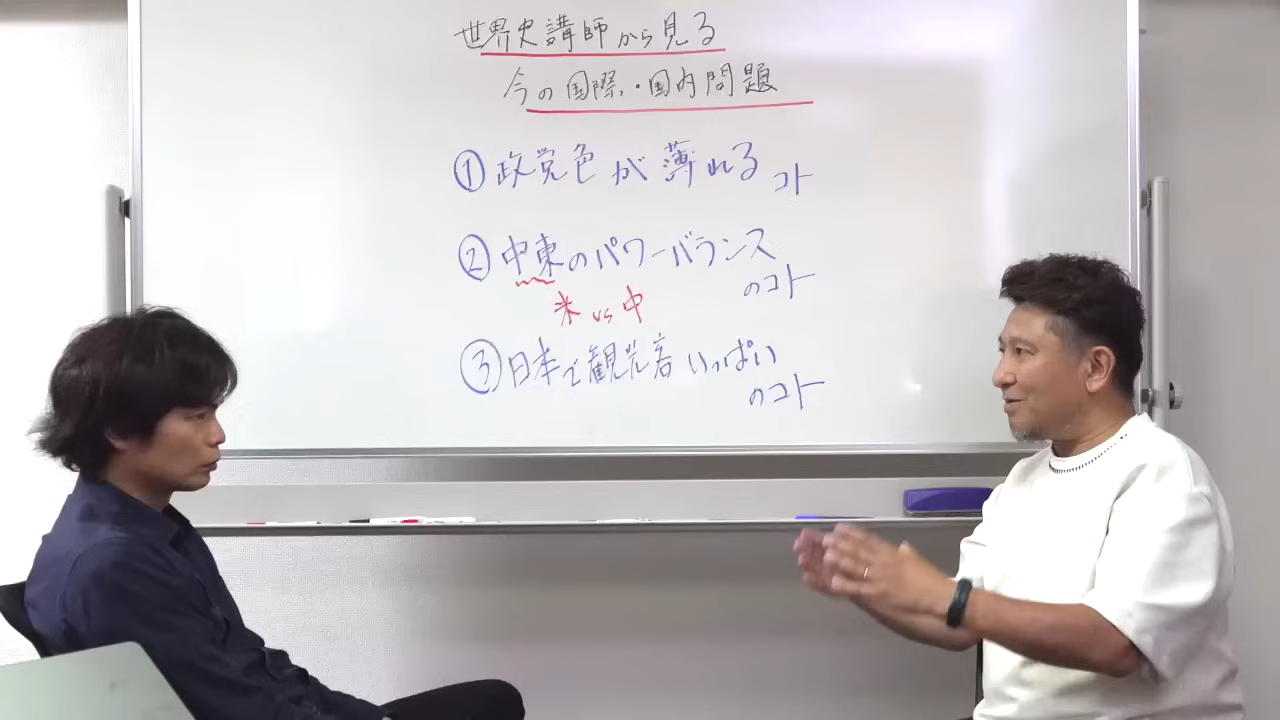 世界史講師から見る
今の国際・国内問題
①政党色が薄れるコト
②中東のパワーバランス
のコト
米vs中
③日本で観光客いっぱい
のコト